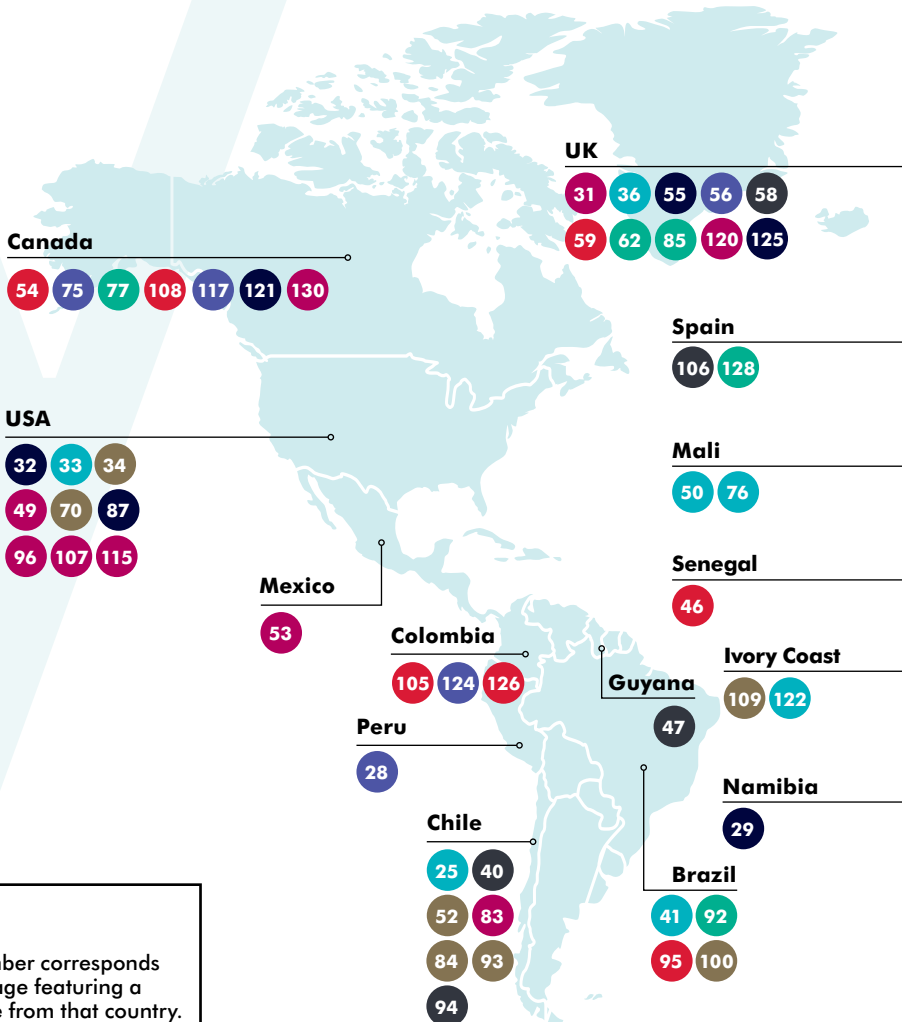 UK
31 36 55 56 58
59 62 85 120 125
Canada
54 75 77 108 117 121 130
Spain
106 128
USA
32 33 34
49 70 87
96 107 115
Mali
50 76
Mexico
53
Senegal
46
Colombia
105 124 126
Guyana
47
Ivory Coast
109 122
Peru
28
Namibia
29
Chile
25 40
52 83
84 93
94
Brazil
41 92
95 100
corresponds
featuring a
from that country.